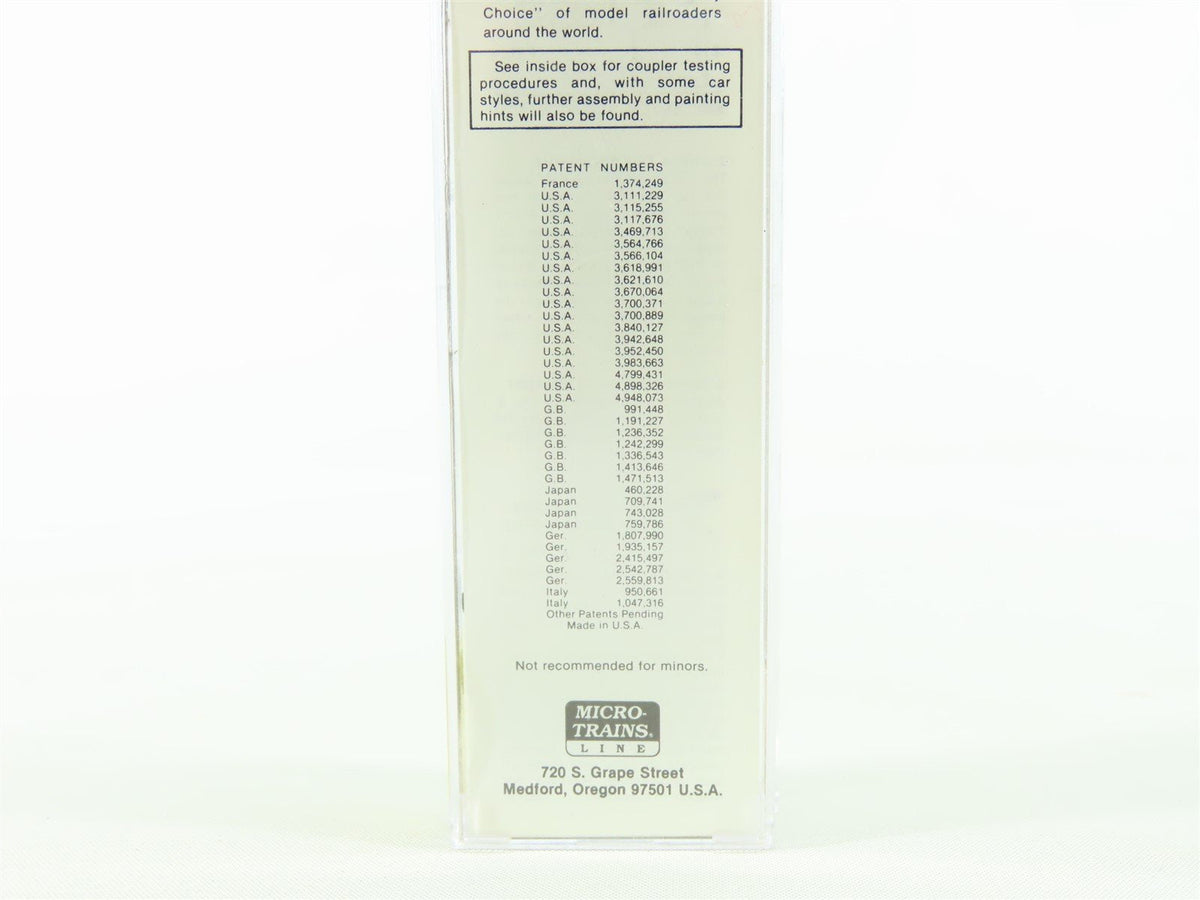 Choice" of model railroaders
around the world.
See inside box for coupler testing
procedures and, with some car
styles, further assembly and painting
hints will also be found.
PATENT NUMBERS
France 1,374,249
U.S.A. 3,111,229
U.S.A. 3,115,255
U.S.A. 3,117,676
U.S.A. 3,469,713
U.S.A. 3,564,766
U.S.A. 3,566,104
U.S.A. 3,618,991
U.S.A. 3,621,610
U.S.A. 3,670,064
U.S.A. 3,700,371
U.S.A. 3,700,889
U.S.A. 3,840,127
U.S.A. 3,942,648
U.S.A. 3,952,450
U.S.A. 3,983,663
U.S.A. 4,799,431
U.S.A. 4,898,326
U.S.A. 4,948,073
G.B. 991,448
G.B. 1,191,227
G.B. 1,236,352
G.B. 1,242,299
G.B. 1,336,543
G.B. 1,413,646
G.B. 1,471,513
Japan 460,228
Japan 709,741
Japan 743,028
Japan 759,786
Ger. 1,807,990
Ger. 1,935,157
Ger. 2,415,497
Ger. 2,542,787
Ger. 2,559,813
Italy 950,661
Italy 1,047,316
Other Patents Pending
Made in U.S.A.
Not recommended for minors.
MICRO-
TRAINS®
LINE
720 S. Grape Street
Medford, Oregon 97501 U.S.A.